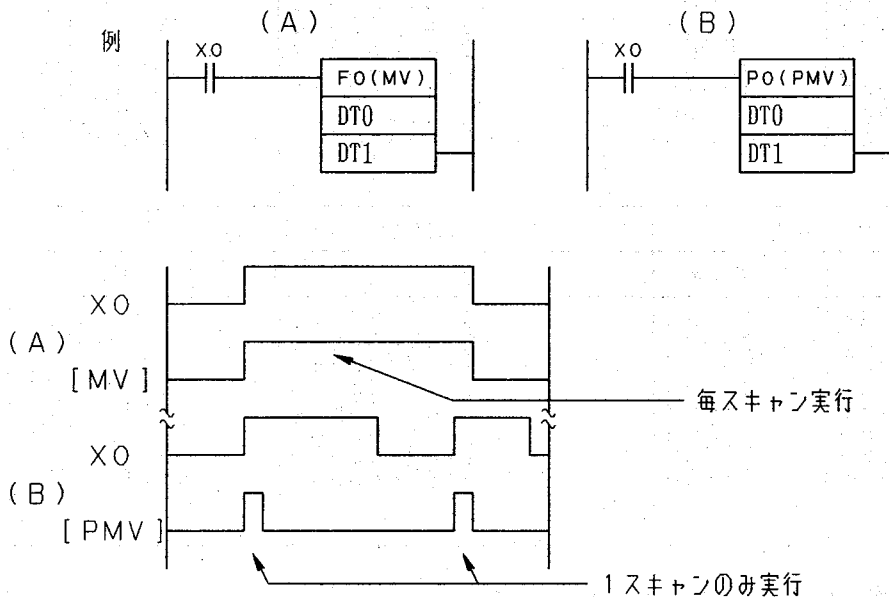 例
(A)
X0
F0(MV)
DT0
DT1
(B)
X0
P0(PMV)
DT0
DT1
X0
(A)
[MV]
毎スキャン実行
X0
(B)
[PMV]
1スキャンのみ実行